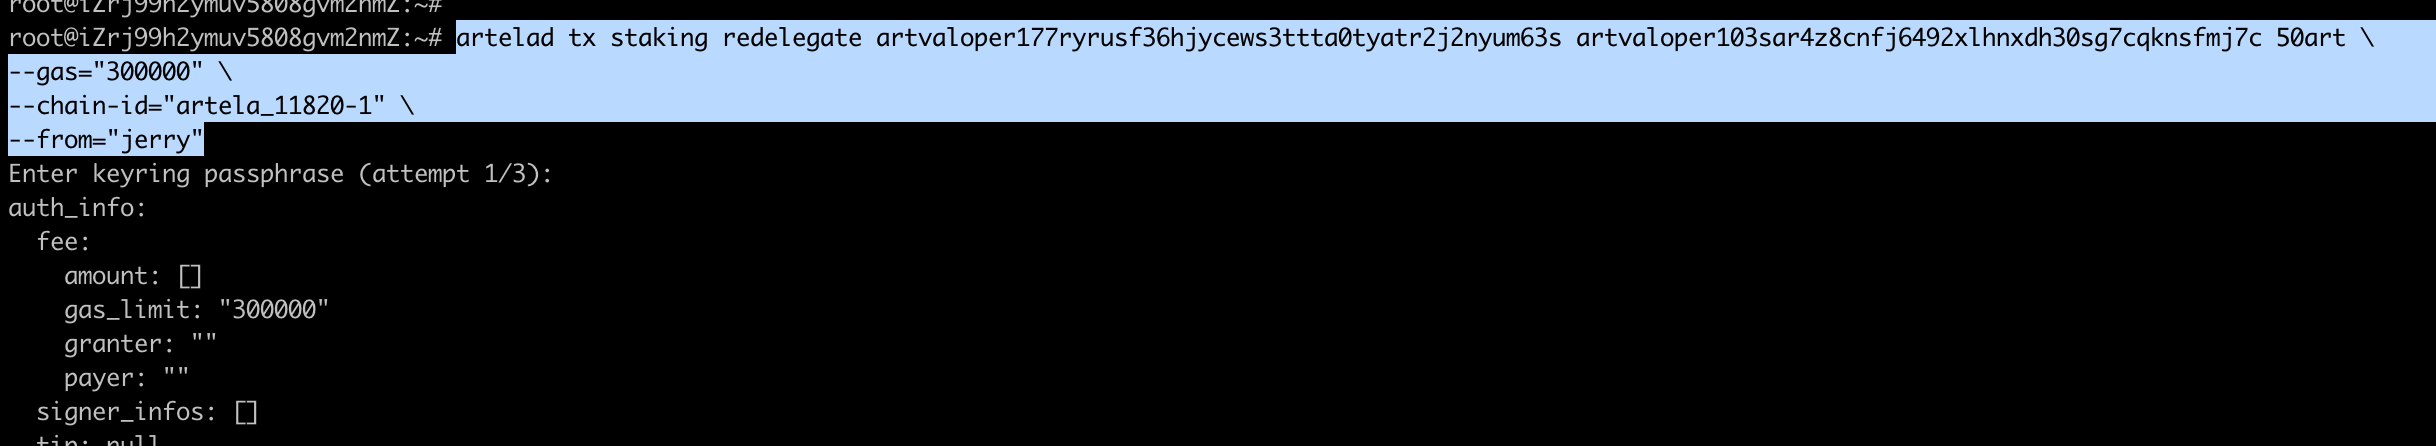 root@iZrj99h2ymuv5808gvm2nmZ:~#
root@iZrj99h2ymuv5808gvm2nmZ:~# artelad tx staking redelegate artvaloper177ryrusf36hjycews3ttta0tyatr2j2nyum63s artvaloper103sar4z8cnfj6492xlhnxdh30sg7cqknsfmj7c 50art \
--gas="300000" \
--chain-id="artela_11820-1" \
--from="jerry"
Enter keyring passphrase (attempt 1/3):
auth_info:
  fee:
    amount: []
    gas_limit: "300000"
    granter: ""
    payer: ""
  signer_infos: []
  tip: null